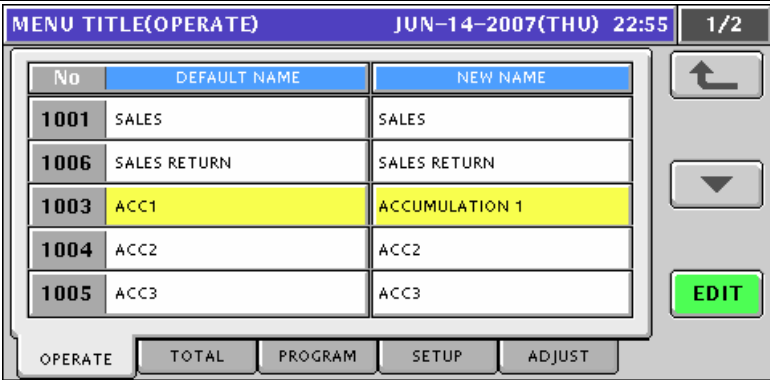 MENU TITLE(OPERATE) JUN-14-2007(THU) 22:55 1/2
No DEFAULT NAME NEW NAME
1001 SALES SALES
1006 SALES RETURN SALES RETURN
1003 ACC1 ACCUMULATION 1
1004 ACC2 ACC2
1005 ACC3 ACC3
EDIT
OPERATE TOTAL PROGRAM SETUP ADJUST